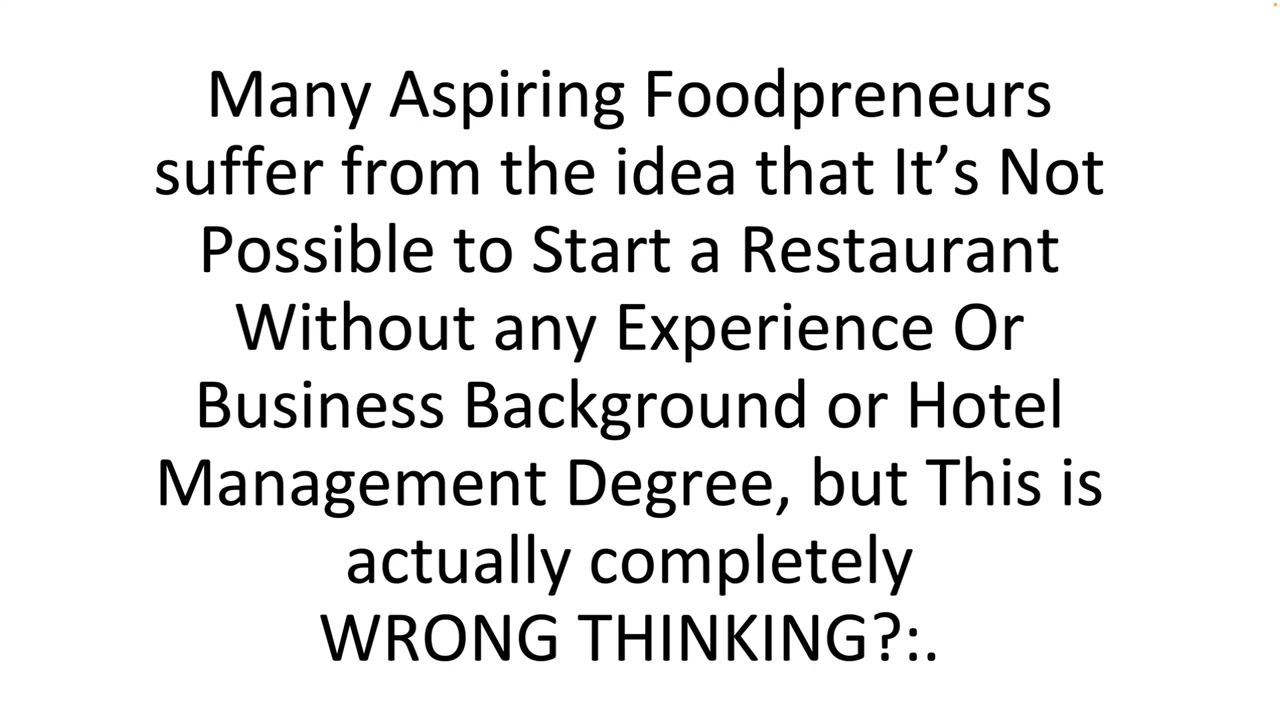 Many Aspiring Foodpreneurs
suffer from the idea that It’s Not
Possible to Start a Restaurant
Without any Experience Or
Business Background or Hotel
Management Degree, but This is
actually completely
WRONG THINKING?:.